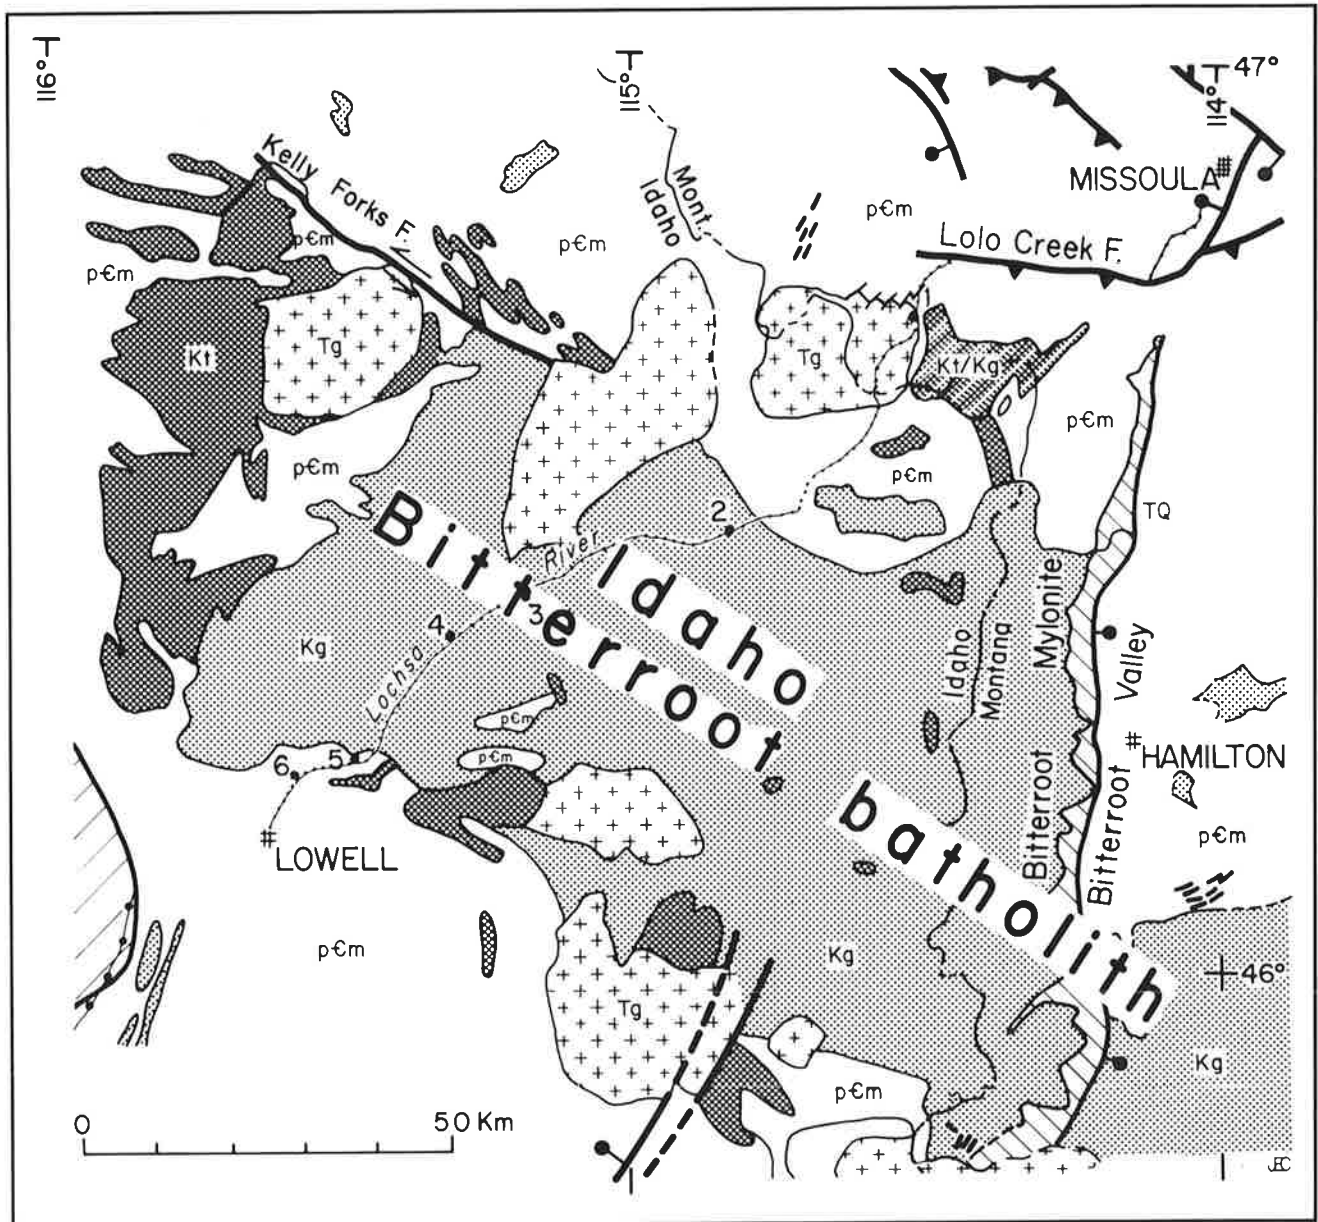 116°
115°
114°
47°
Kelly Forks F.
Mont.
Idaho
MISSOULA
p€m
Lolo Creek F.
p€m
p€m
p€m
Kt
Tg
Tg
Kt/Kg
p€m
p€m
p€m
TQ
2
River
Bitterroot
Idaho
batholith
3
4
Lochsa
Kg
p€m
p€m
5
6
LOWELL
Idaho
Montana
Bitterroot Mylonite
Bitterroot Valley
HAMILTON
p€m
p€m
Kg
46°
Tg
p€m
Kg
0
50 Km
JEC